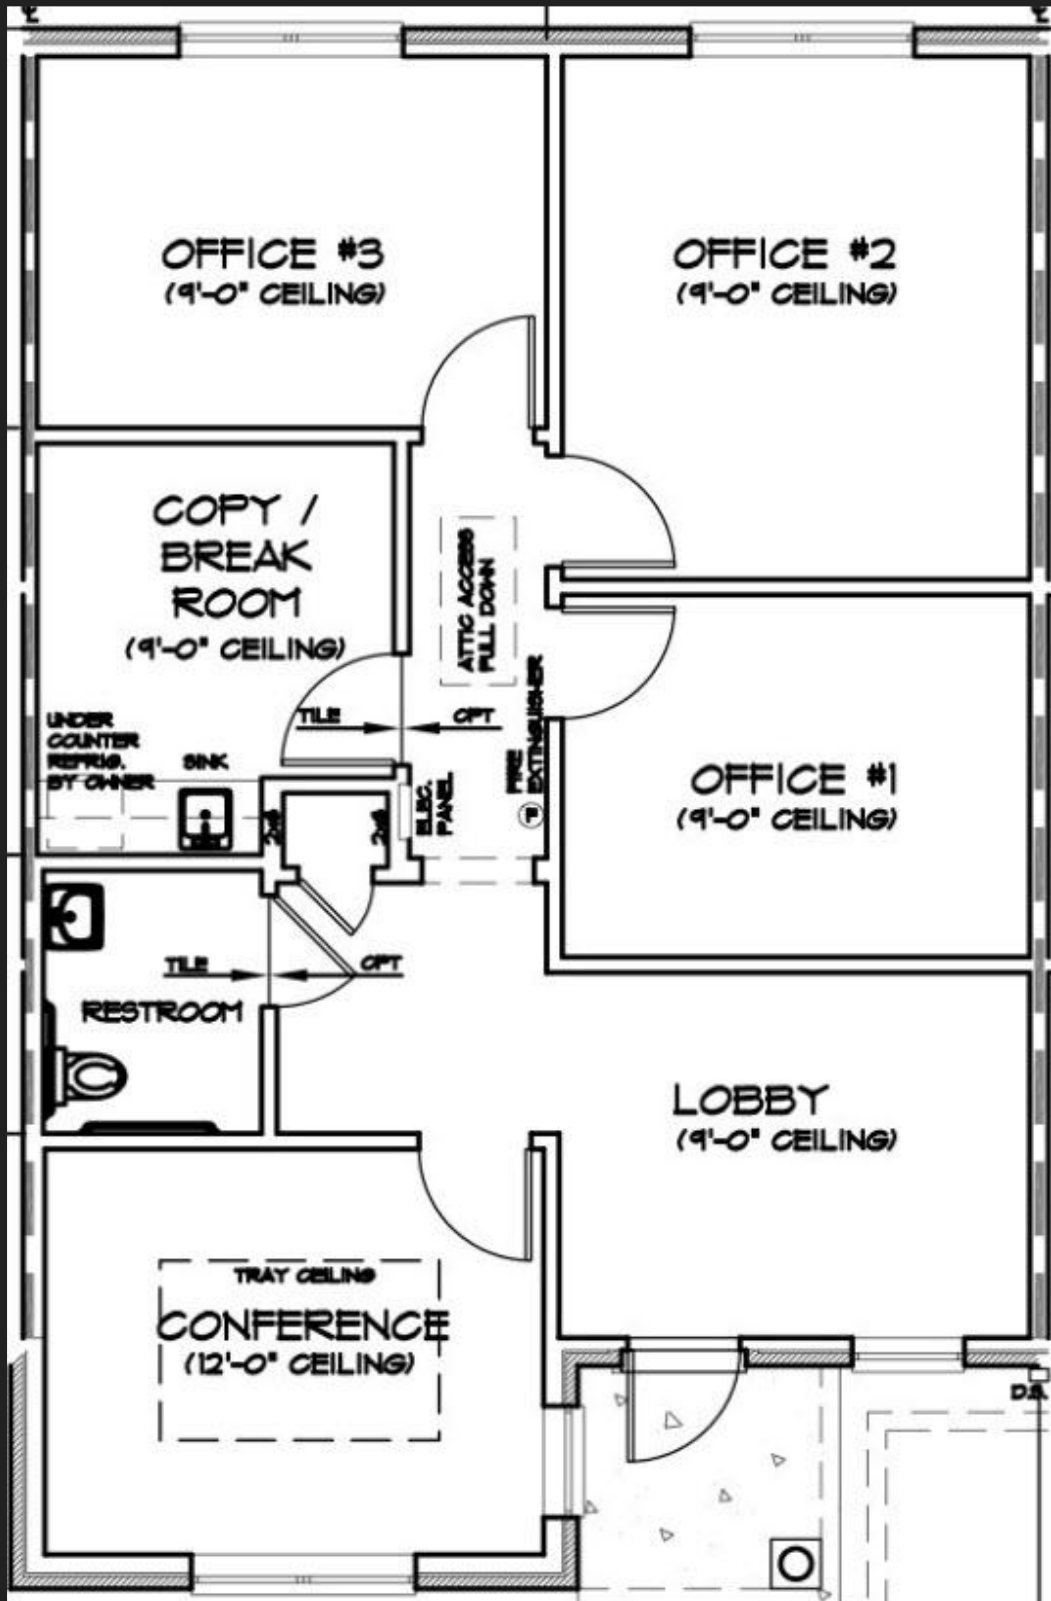 OFFICE #3
(9'-0" CEILING)
OFFICE #2
(9'-0" CEILING)
COPY /
BREAK
ROOM
(9'-0" CEILING)
ATTIC ACCESS
PULL DOWN
TILE
CPT
UNDER
COUNTER
REFRIG.
BY OWNER
SINK
FIRE
EXTINGUISHER
ELEC.
PANEL
OFFICE #1
(9'-0" CEILING)
2x6
2x6
TILE
CPT
RESTROOM
LOBBY
(9'-0" CEILING)
TRAY CEILING
CONFERENCE
(12'-0" CEILING)
D.S.